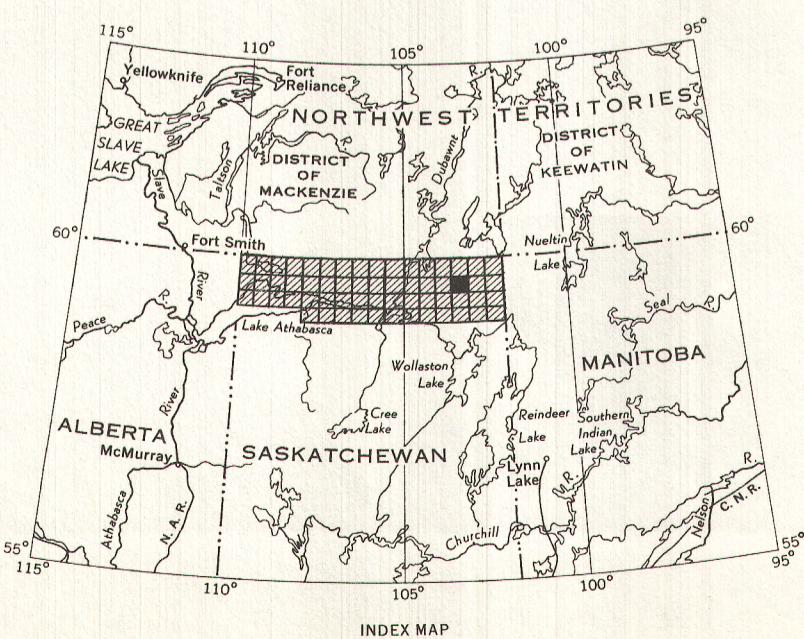 115°
110°
105°
100°
95°
Yellowknife
Fort
Reliance
R.
NORTHWEST TERRITORIES
GREAT
SLAVE
LAKE
Slave
River
Taltson
R.
DISTRICT
OF
MACKENZIE
Dubawnt
DISTRICT
OF
KEEWATIN
60°
Fort Smith
Nueltin
Lake
60°
Peace
R.
Lake Athabasca
Seal
R.
Wollaston
Lake
MANITOBA
River
Cree
Lake
Reindeer
Lake
Southern
Indian
Lake
ALBERTA
McMurray
SASKATCHEWAN
Lynn
Lake
R.
R.
Athabasca
N. A. R.
Churchill
Nelson
C. N. R.
55°
115°
110°
105°
100°
55°
95°
INDEX MAP